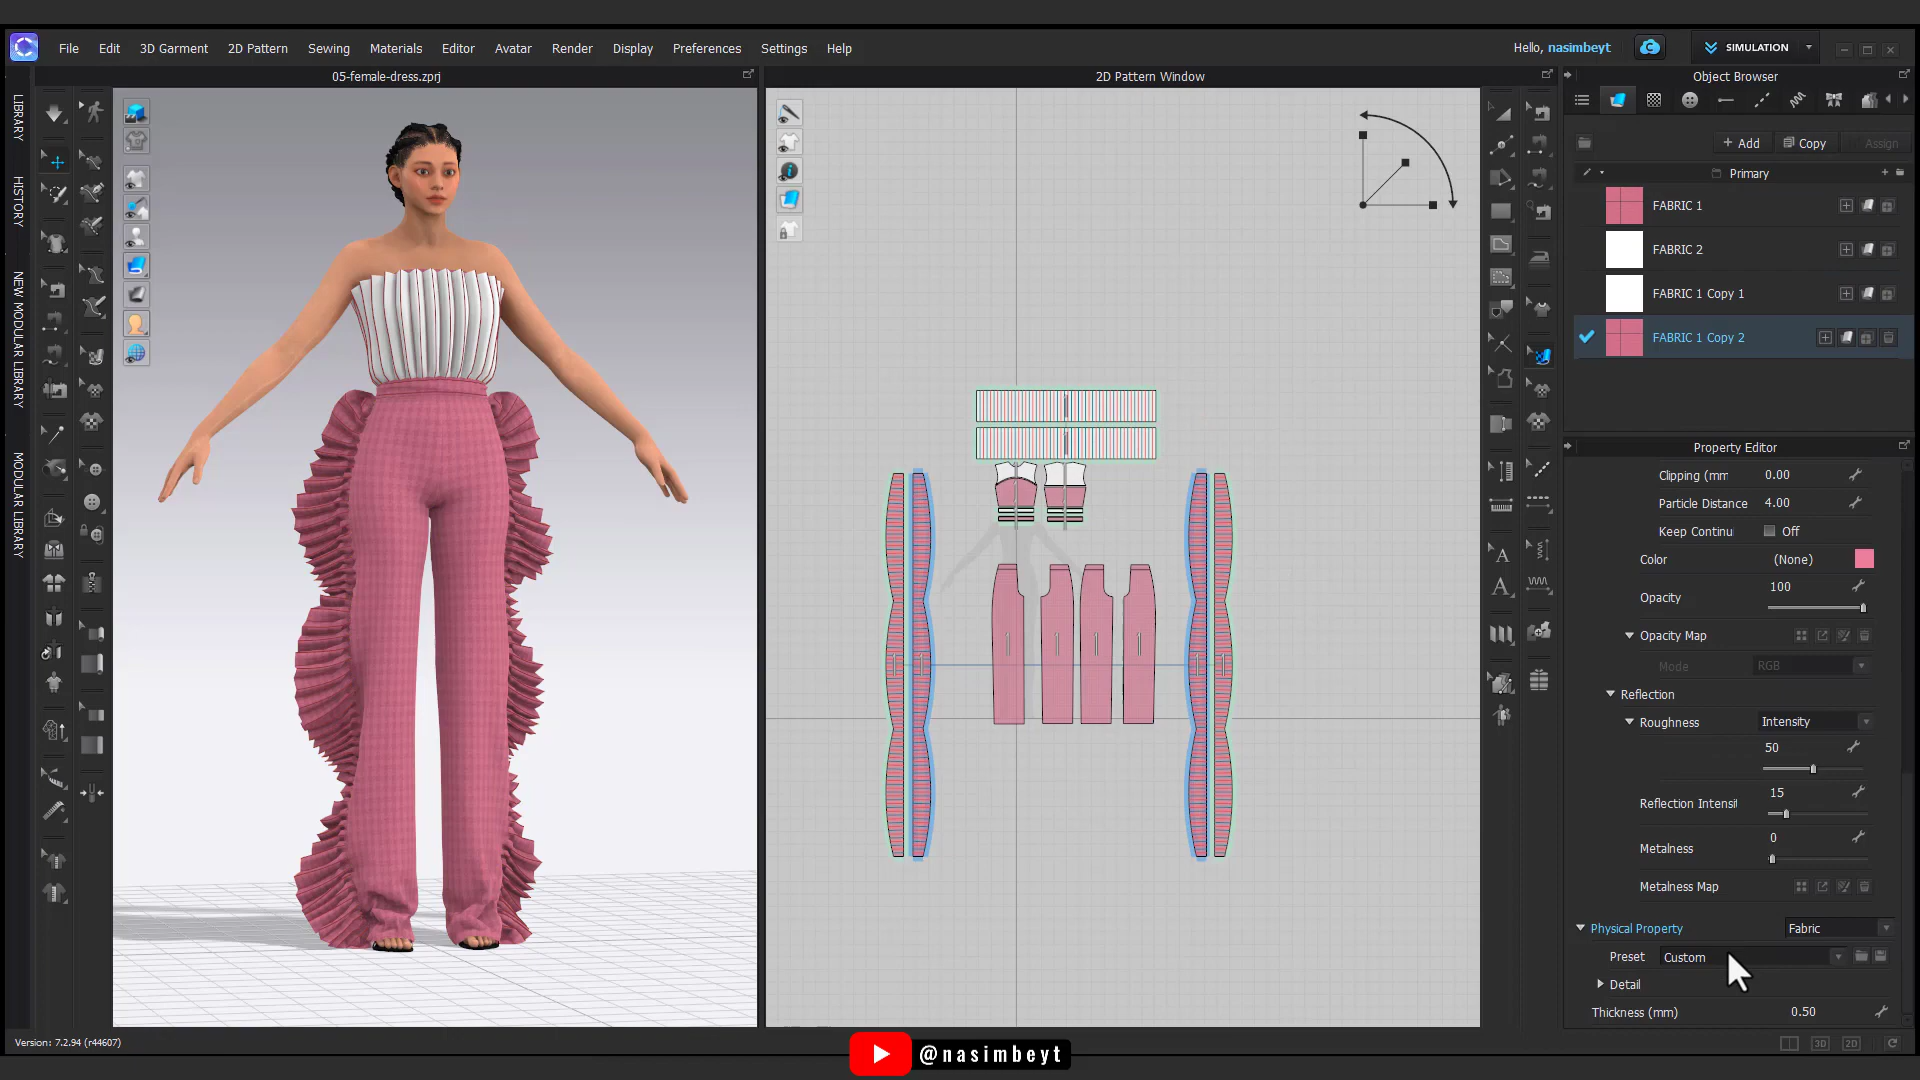 File Edit 3D Garment 2D Pattern Sewing Materials Editor Avatar Render Display Preferences Settings Help
Hello, nasimbeyt
SIMULATION
05-female-dress.zprj
2D Pattern Window
Object Browser
LIBRARY
HISTORY
NEW MODULAR LIBRARY
MODULAR LIBRARY
+ Add
Copy
Assign
Primary
FABRIC 1
FABRIC 2
FABRIC 1 Copy 1
FABRIC 1 Copy 2
Property Editor
Clipping (mm 0.00
Particle Distance 4.00
Keep Continu Off
Color (None)
100
Opacity
Opacity Map
Mode RGB
Reflection
Roughness Intensity
50
15
Reflection Intensit
0
Metalness
Metalness Map
Physical Property Fabric
Preset Custom
Detail
Thickness (mm) 0.50
Version: 7.2.94 (r44607)
3D 2D
@nasimbeyt